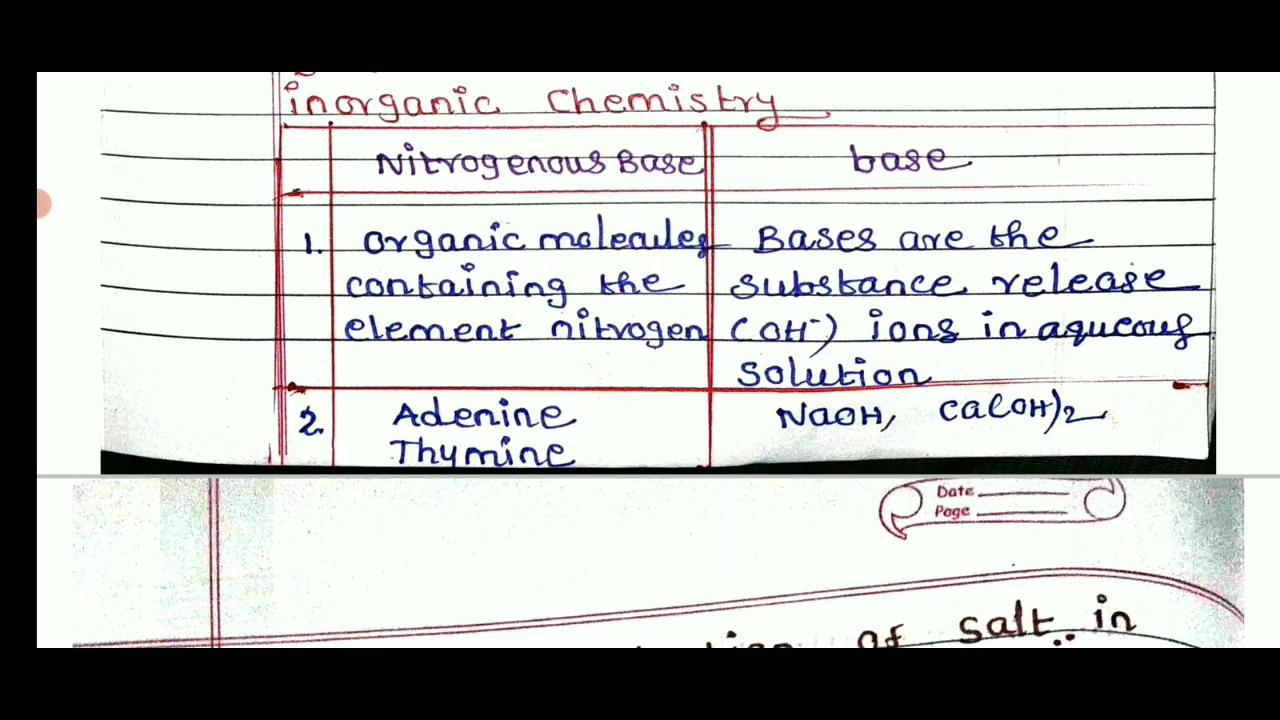 inorganic Chemistry
Nitrogenous Base base
1. organic molecules Bases are the
containing the substance release
element nitrogen (OH⁻) ions in aqueous
solution
2. Adenine NaOH, Ca(OH)2
Thymine
Date
Page
of salt in